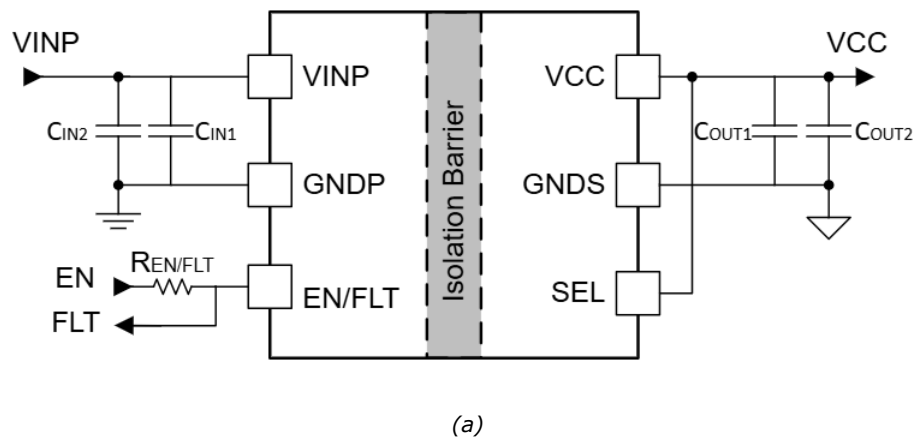 VINP
VCC
VINP
VCC
CIN2
CIN1
COUT1
COUT2
Isolation Barrier
GNDP
GNDS
REN/FLT
EN
EN/FLT
SEL
FLT
(a)